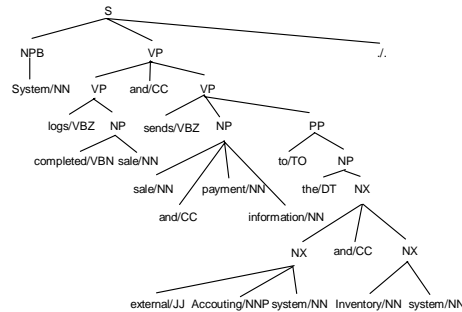 S
NPB VP ./.
System/NN VP and/CC VP
logs/VBZ NP sends/VBZ NP PP
completed/VBN sale/NN to/TO NP
sale/NN payment/NN the/DT NX
and/CC information/NN
NX and/CC NX
external/JJ Accouting/NNP system/NN Inventory/NN system/NN